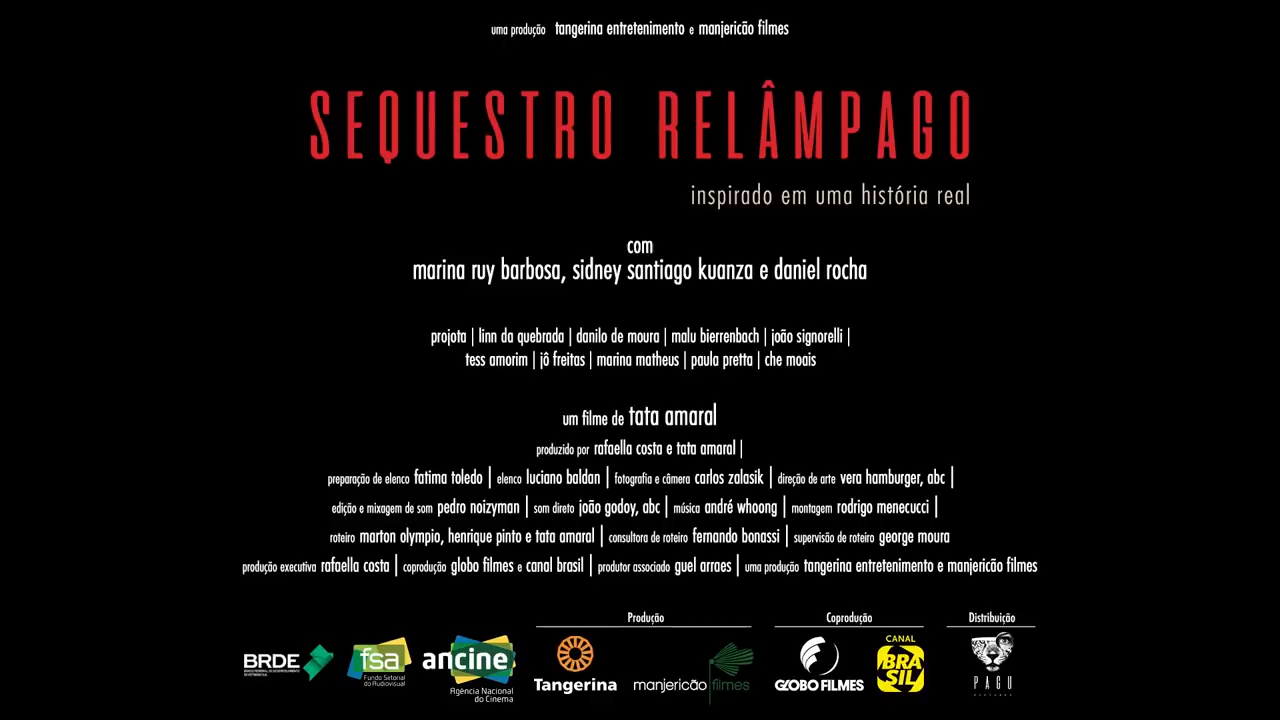 uma produção tangerina entretenimento e manjericão filmes
SEQUESTRO RELÂMPAGO
inspirado em uma história real
com
marina ruy barbosa, sidney santiago kuanza e daniel rocha
projota | linn da quebrada | danilo de moura | malu bierrenbach | joão signorelli |
tess amorim | jô freitas | marina matheus | paula pretta | che moais
um filme de tata amaral
produzido por rafaella costa e tata amaral |
preparação de elenco fatima toledo | elenco luciano baldan | fotografia e câmera carlos zalasik | direção de arte vera hamburger, abc |
edição e mixagem de som pedro noizyman | som direto joão godoy, abc | música andré whoong | montagem rodrigo menecucci |
roteiro marton olympio, henrique pinto e tata amaral | consultora de roteiro fernando bonassi | supervisão de roteiro george moura
produção executiva rafaella costa | coprodução globo filmes e canal brasil | produtor associado guel arraes | uma produção tangerina entretenimento e manjericão filmes
Produção
Coprodução
Distribuição
BRDE
fsa
Fundo Setorial
do Audiovisual
ancine
Agência Nacional
do Cinema
Tangerina
manjericão filmes
GLOBO FILMES
CANAL
BRA
SIL
PAGU